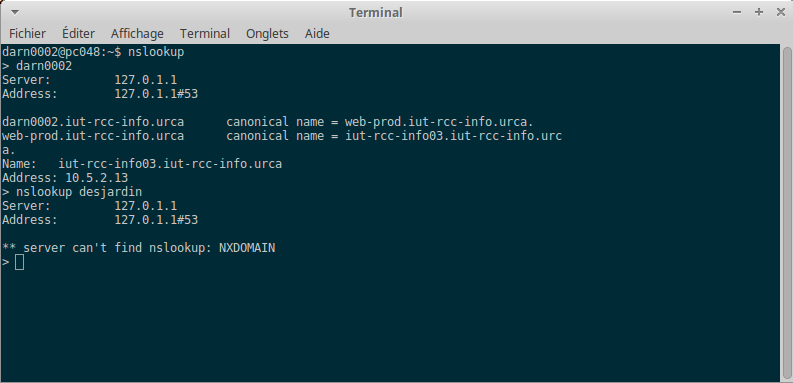 Terminal
Fichier Éditer Affichage Terminal Onglets Aide
darn0002@pc048:~$ nslookup
> darn0002
Server:         127.0.1.1
Address:        127.0.1.1#53
darn0002.iut-rcc-info.urca      canonical name = web-prod.iut-rcc-info.urca.
web-prod.iut-rcc-info.urca      canonical name = iut-rcc-info03.iut-rcc-info.urc
a.
Name:   iut-rcc-info03.iut-rcc-info.urca
Address: 10.5.2.13
> nslookup desjardin
Server:         127.0.1.1
Address:        127.0.1.1#53
** server can't find nslookup: NXDOMAIN
>